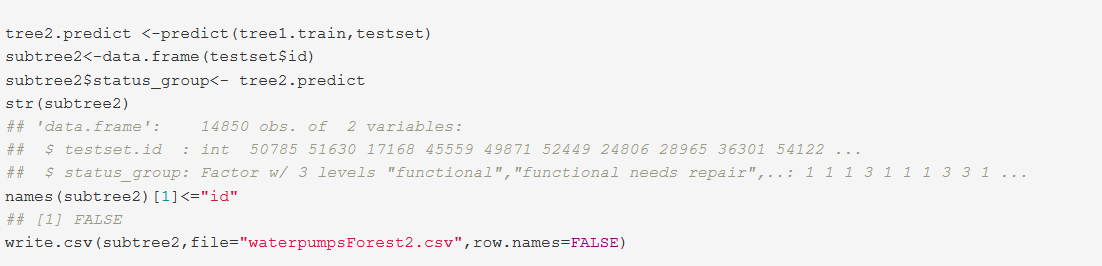 tree2.predict <-predict(tree1.train,testset)
subtree2<-data.frame(testset$id)
subtree2$status_group<- tree2.predict
str(subtree2)
## 'data.frame':    14850 obs. of  2 variables:
##  $ testset.id  : int  50785 51630 17168 45559 49871 52449 24806 28965 36301 54122 ...
##  $ status_group: Factor w/ 3 levels "functional","functional needs repair",..: 1 1 1 3 1 1 1 3 3 1 ...
names(subtree2)[1]<="id"
## [1] FALSE
write.csv(subtree2,file="waterpumpsForest2.csv",row.names=FALSE)